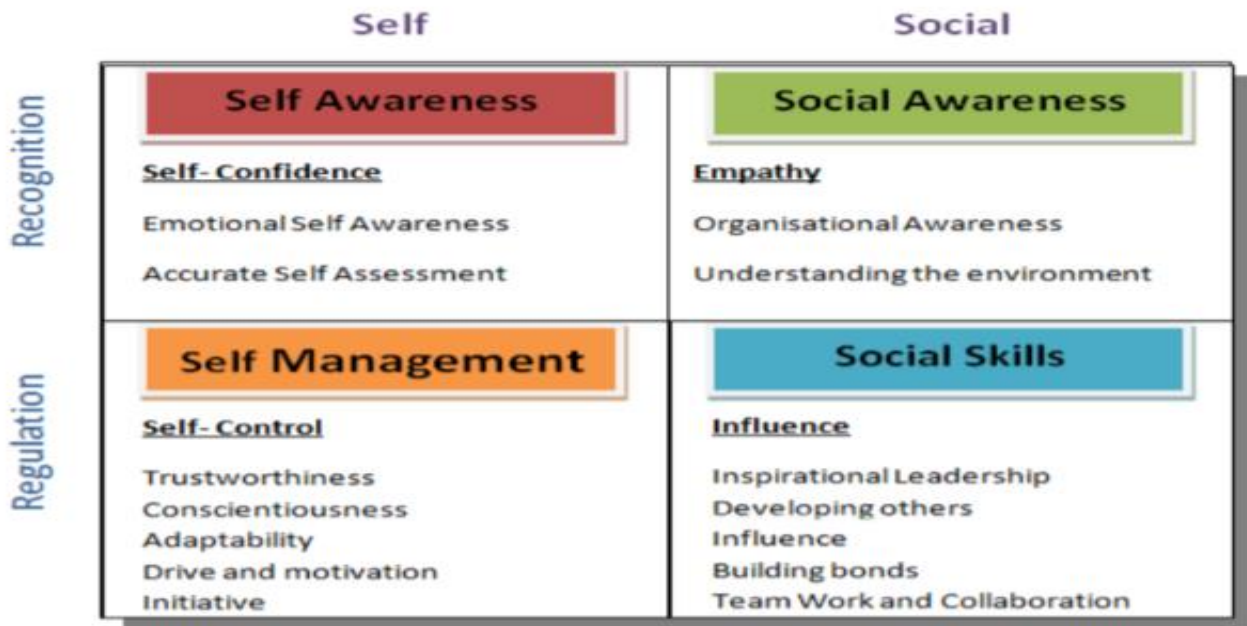 Self
Social
Recognition
Self Awareness
Self- Confidence
Emotional Self Awareness
Accurate Self Assessment
Social Awareness
Empathy
Organisational Awareness
Understanding the environment
Regulation
Self Management
Self- Control
Trustworthiness
Conscientiousness
Adaptability
Drive and motivation
Initiative
Social Skills
Influence
Inspirational Leadership
Developing others
Influence
Building bonds
Team Work and Collaboration